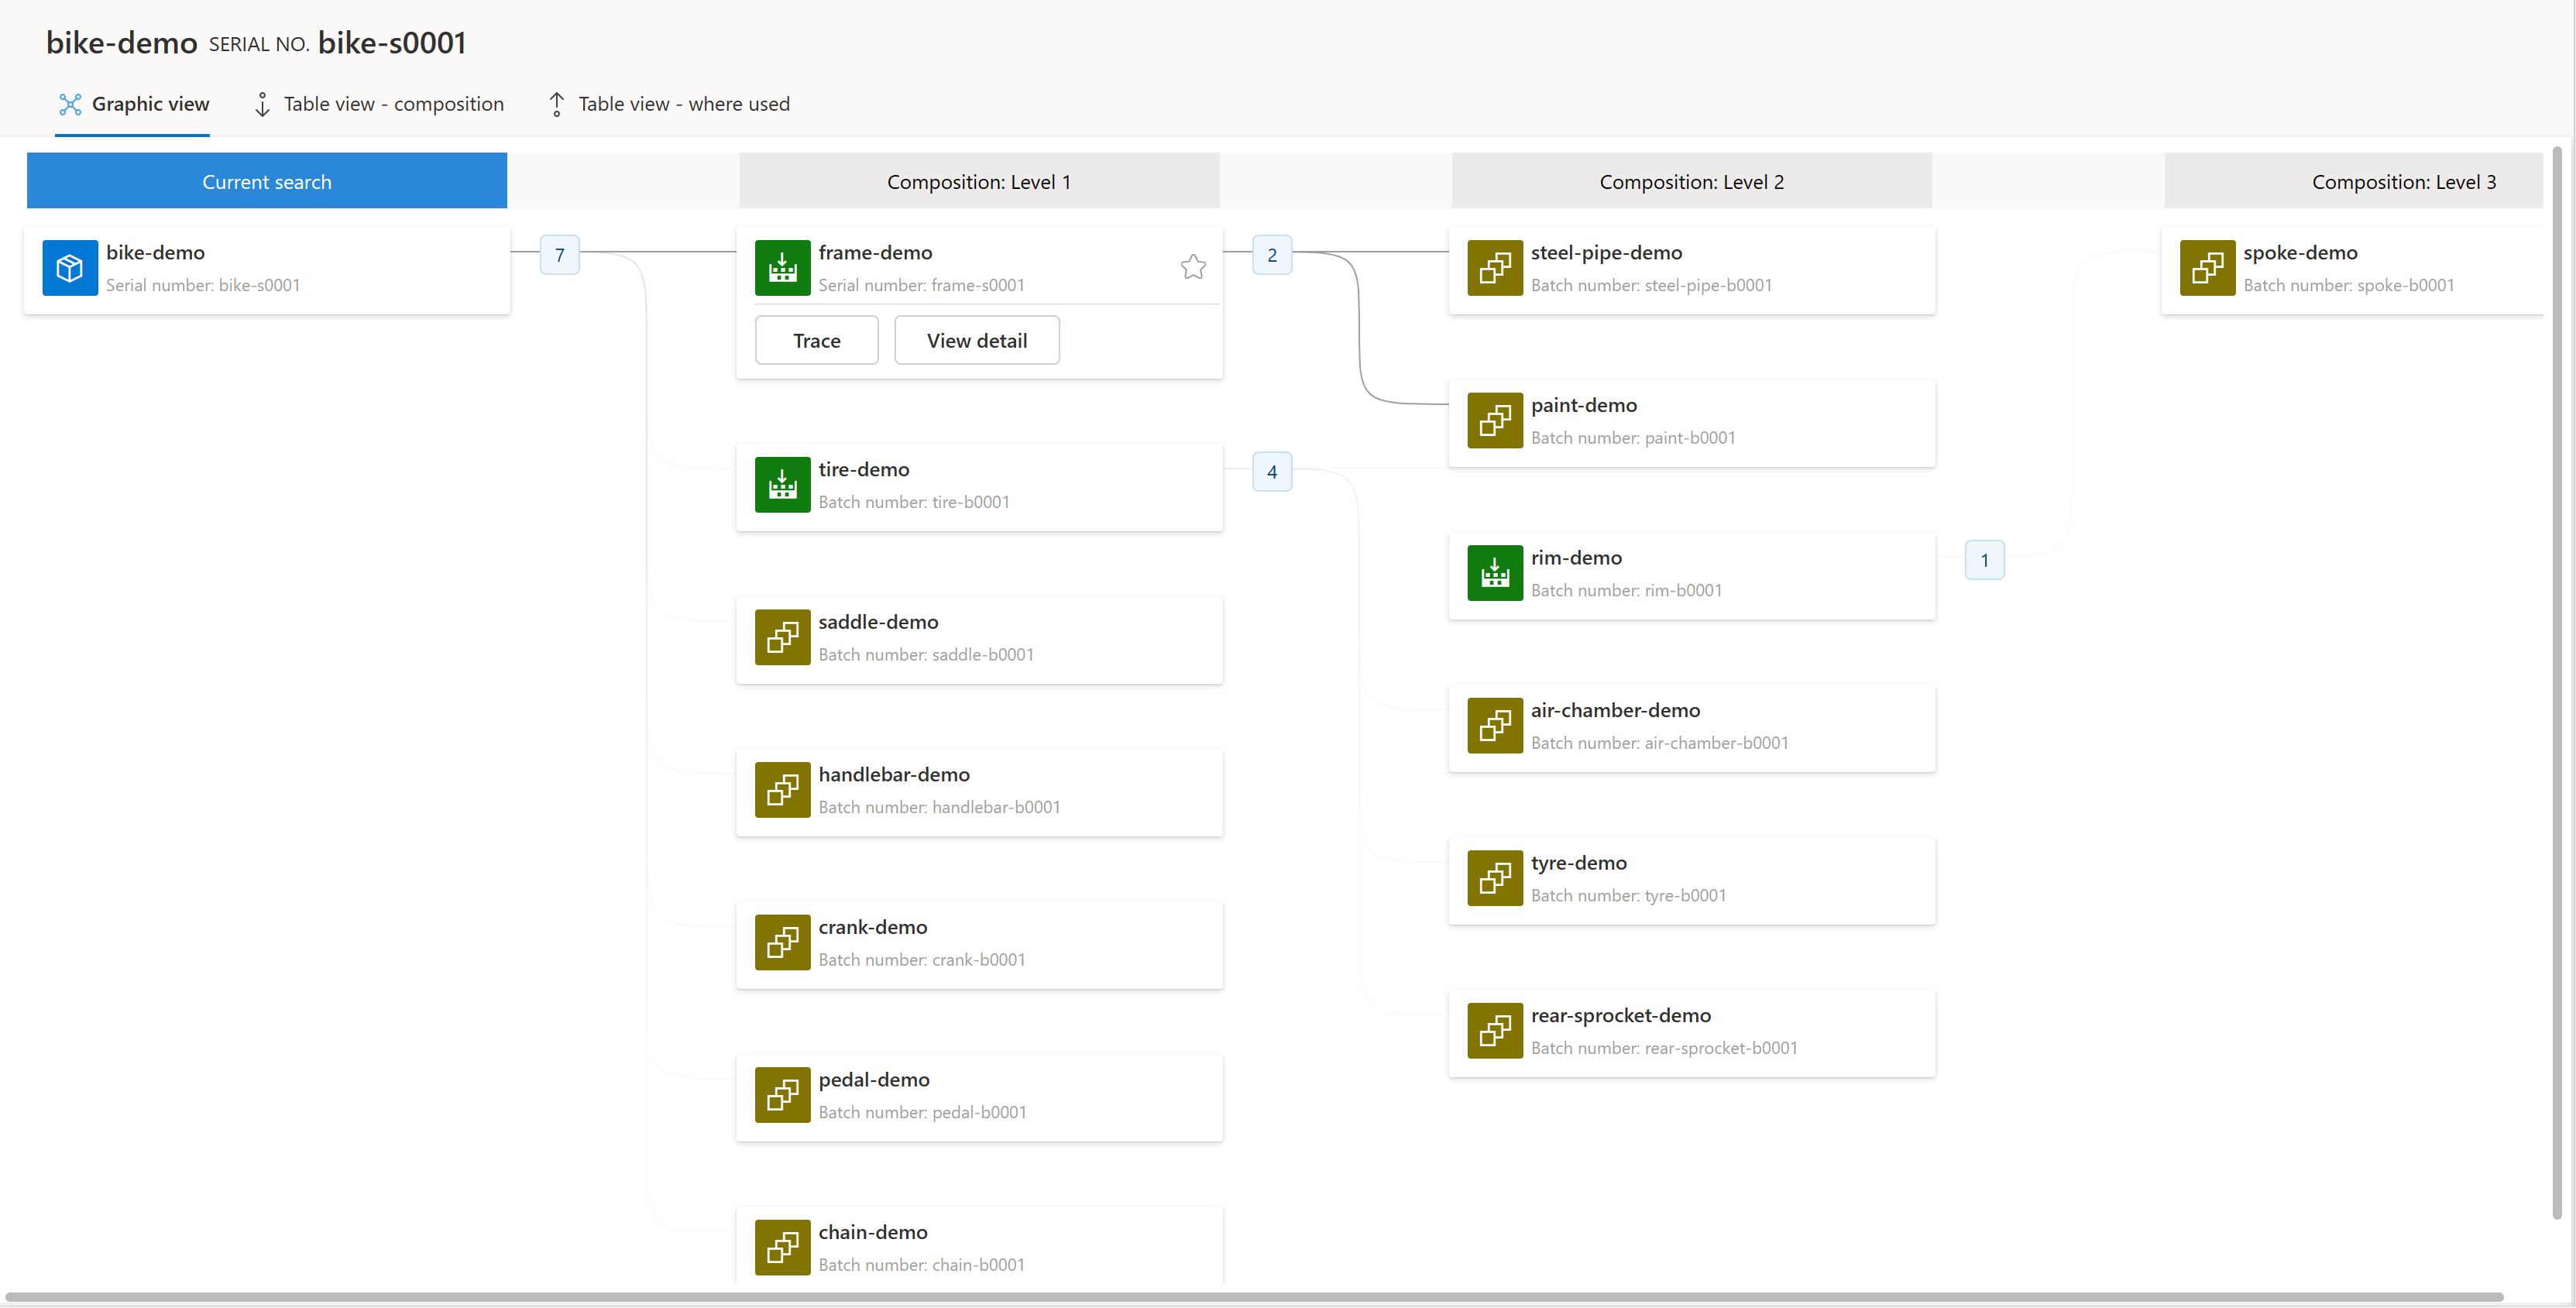 bike-demo SERIAL NO. bike-s0001
Graphic view
Table view - composition
Table view - where used
Current search
Composition: Level 1
Composition: Level 2
Composition: Level 3
bike-demo
Serial number: bike-s0001
7
frame-demo
Serial number: frame-s0001
Trace
View detail
2
tire-demo
Batch number: tire-b0001
4
saddle-demo
Batch number: saddle-b0001
handlebar-demo
Batch number: handlebar-b0001
crank-demo
Batch number: crank-b0001
pedal-demo
Batch number: pedal-b0001
chain-demo
Batch number: chain-b0001
steel-pipe-demo
Batch number: steel-pipe-b0001
paint-demo
Batch number: paint-b0001
rim-demo
Batch number: rim-b0001
1
air-chamber-demo
Batch number: air-chamber-b0001
tyre-demo
Batch number: tyre-b0001
rear-sprocket-demo
Batch number: rear-sprocket-b0001
spoke-demo
Batch number: spoke-b0001